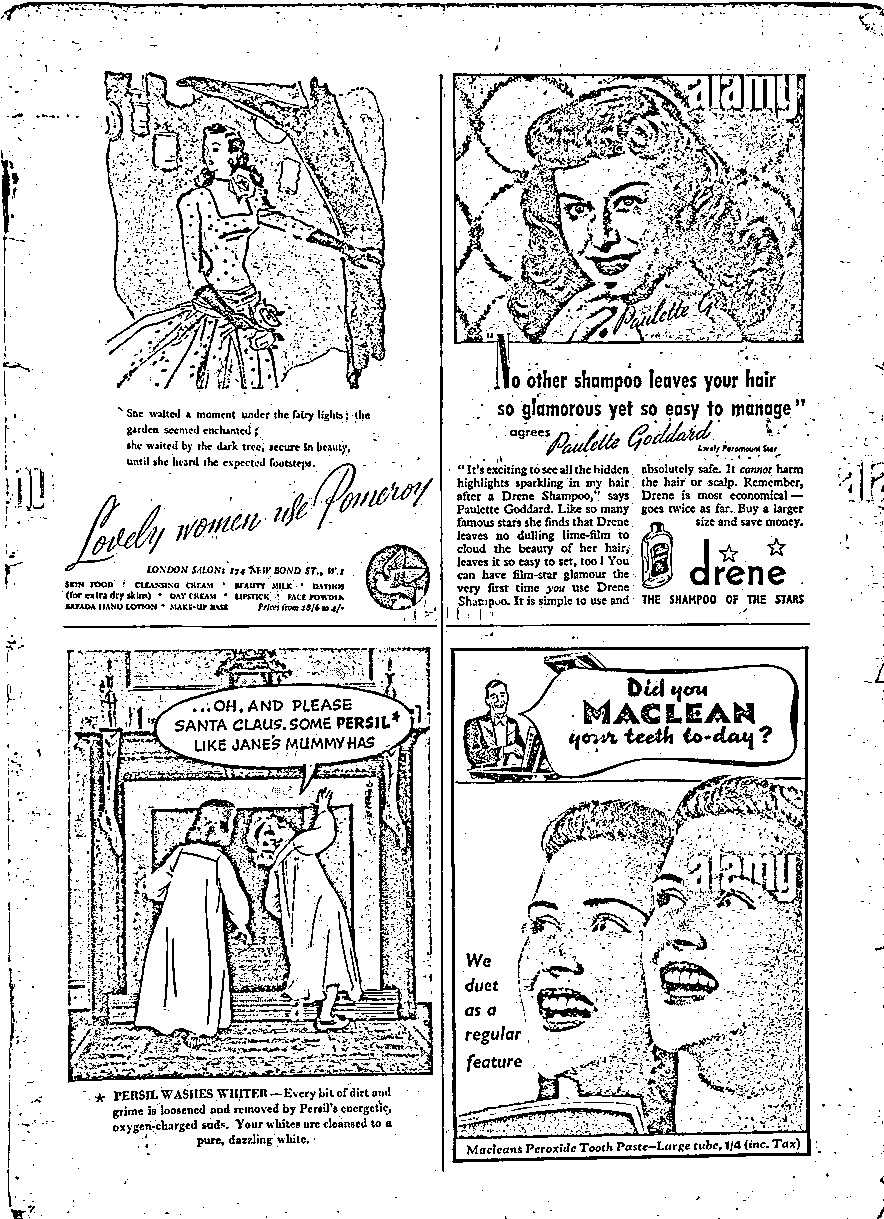 alamy
She waited a moment under the fairy lights; the
garden seemed enchanted;
she waited by the dark tree, secure in beauty,
until she heard the expected footsteps.
Lovely women use Pomeroy
LONDON SALON: 174 NEW BOND ST., W.1
SKIN FOOD * CLEANSING CREAM * BEAUTY MILK *
(for extra dry skins) * DAY CREAM * LIPSTICK * FACE POWDER
HAND LOTION * MAKE-UP BASE Prices from
Paulette G
"No other shampoo leaves your hair
so glamorous yet so easy to manage"
agrees Paulette Goddard
Lovely Paramount Star
"It's exciting to see all the hidden
highlights sparkling in my hair
after a Drene Shampoo," says
Paulette Goddard. Like so many
famous stars she finds that Drene
leaves no dulling lime-film to
cloud the beauty of her hair,
leaves it so easy to set, too! You
can have film-star glamour the
very first time you use Drene
Shampoo. It is simple to use and
absolutely safe. It cannot harm
the hair or scalp. Remember,
Drene is most economical—
goes twice as far. Buy a larger
size and save money.
drene
THE SHAMPOO OF THE STARS
...OH, AND PLEASE
SANTA CLAUS, SOME PERSIL*
LIKE JANE'S MUMMY HAS
* PERSIL WASHES WHITER — Every bit of dirt and
grime is loosened and removed by Persil's energetic,
oxygen-charged suds. Your whites are cleansed to a
pure, dazzling white.
Did you
MACLEAN
your teeth to-day?
alamy
We
duet
as a
regular
feature
Macleans Peroxide Tooth Paste—Large tube, 1/4 (inc. Tax)